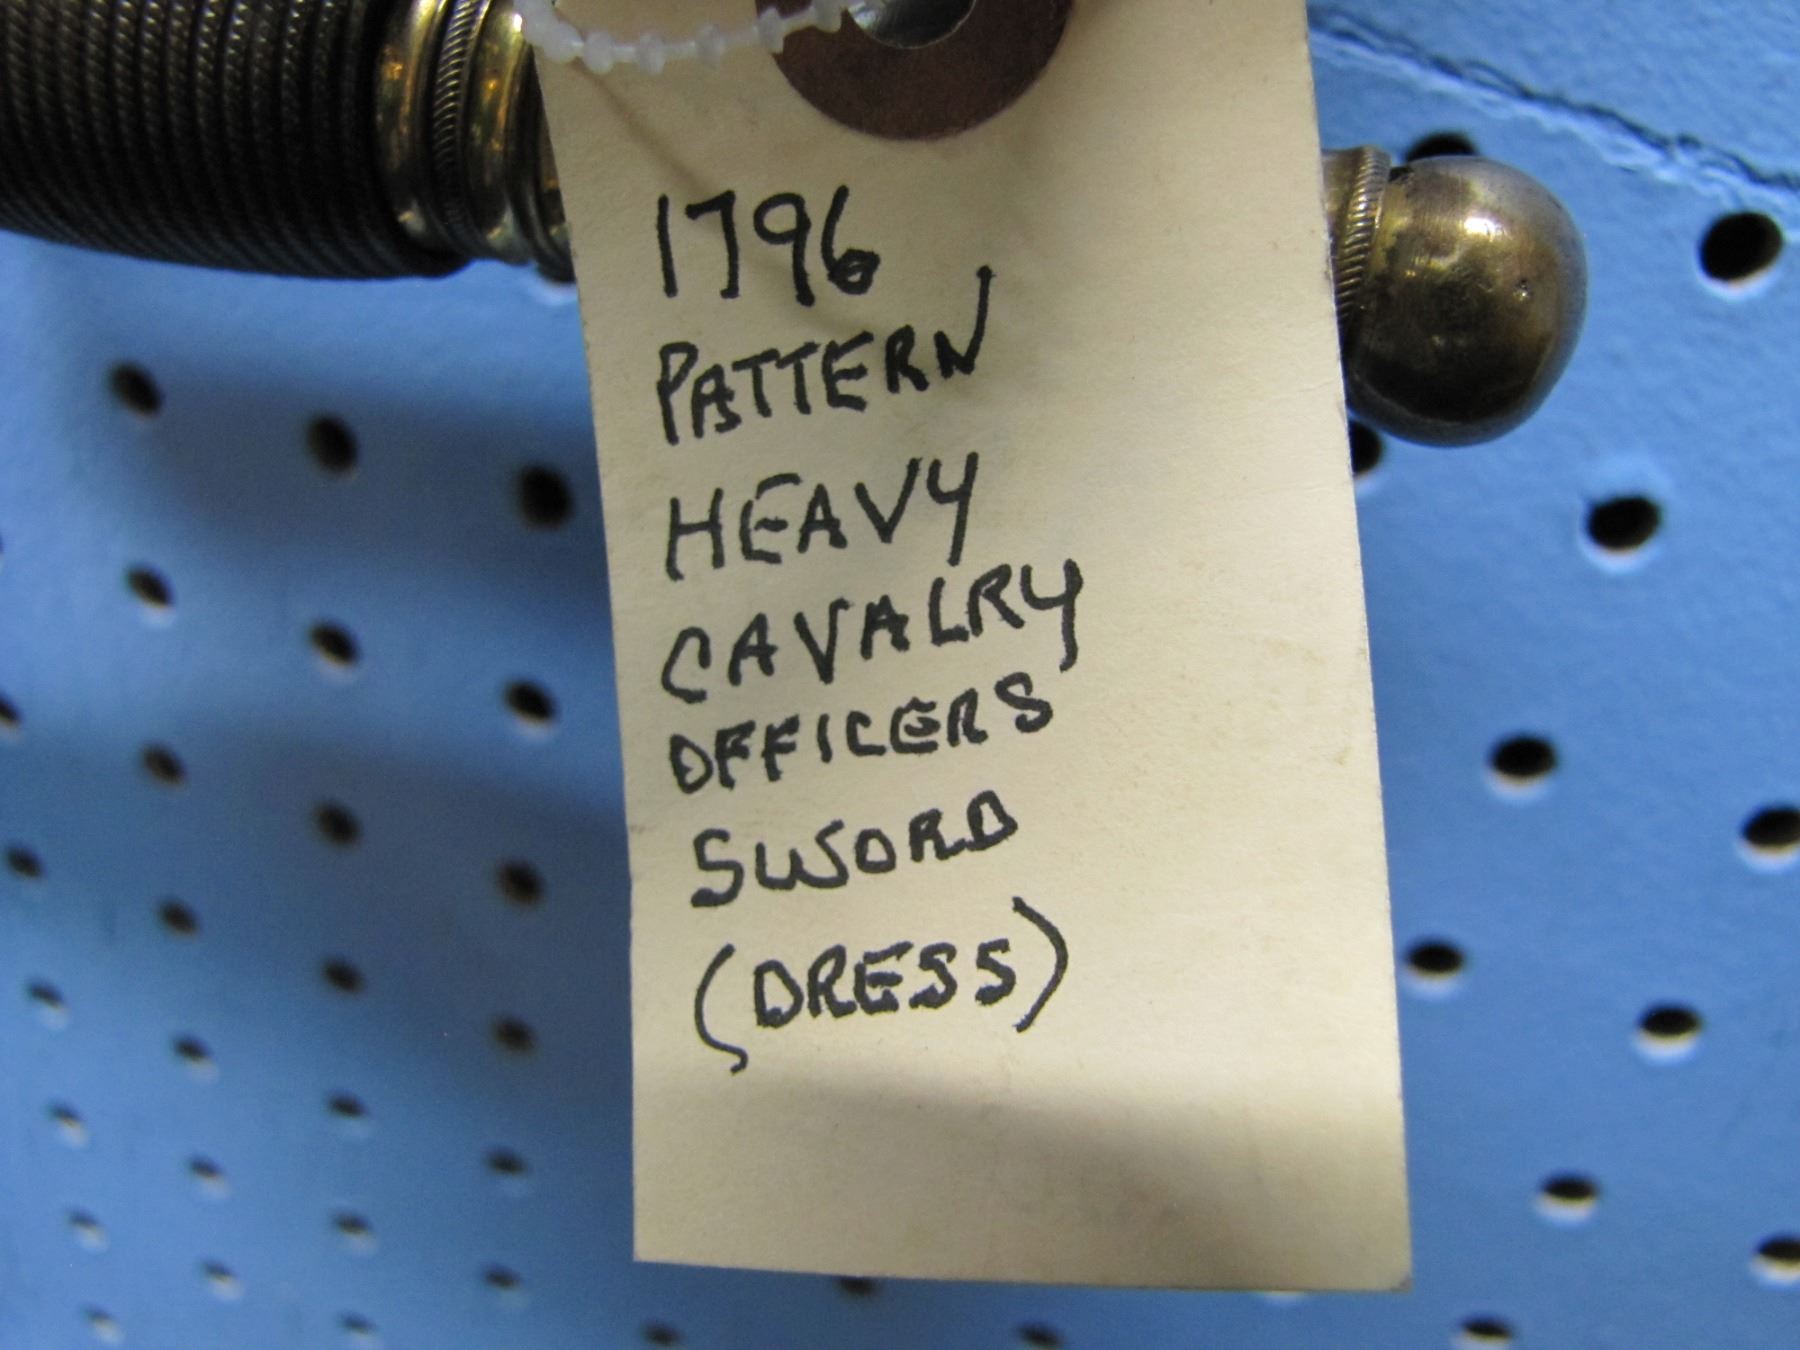 1796
PATTERN
HEAVY
CAVALRY
OFFICERS
SWORD
(DRESS)